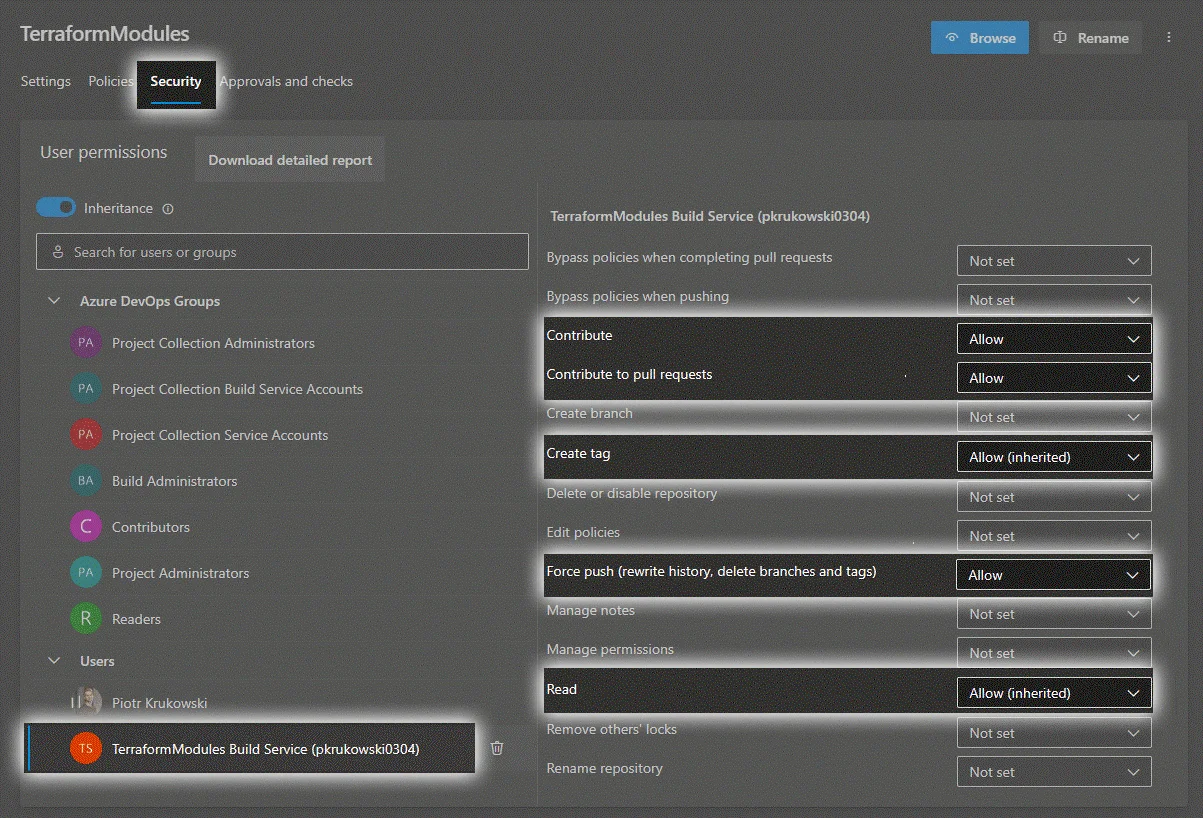 TerraformModules
Browse
Rename
Settings
Policies
Security
Approvals and checks
User permissions
Download detailed report
Inheritance
Search for users or groups
Azure DevOps Groups
PA
Project Collection Administrators
PA
Project Collection Build Service Accounts
PA
Project Collection Service Accounts
BA
Build Administrators
C
Contributors
PA
Project Administrators
R
Readers
Users
Piotr Krukowski
TS
TerraformModules Build Service (pkrukowski0304)
TerraformModules Build Service (pkrukowski0304)
Bypass policies when completing pull requests
Not set
Bypass policies when pushing
Not set
Contribute
Allow
Contribute to pull requests
Allow
Create branch
Not set
Create tag
Allow (inherited)
Delete or disable repository
Not set
Edit policies
Not set
Force push (rewrite history, delete branches and tags)
Allow
Manage notes
Not set
Manage permissions
Not set
Read
Allow (inherited)
Remove others' locks
Not set
Rename repository
Not set